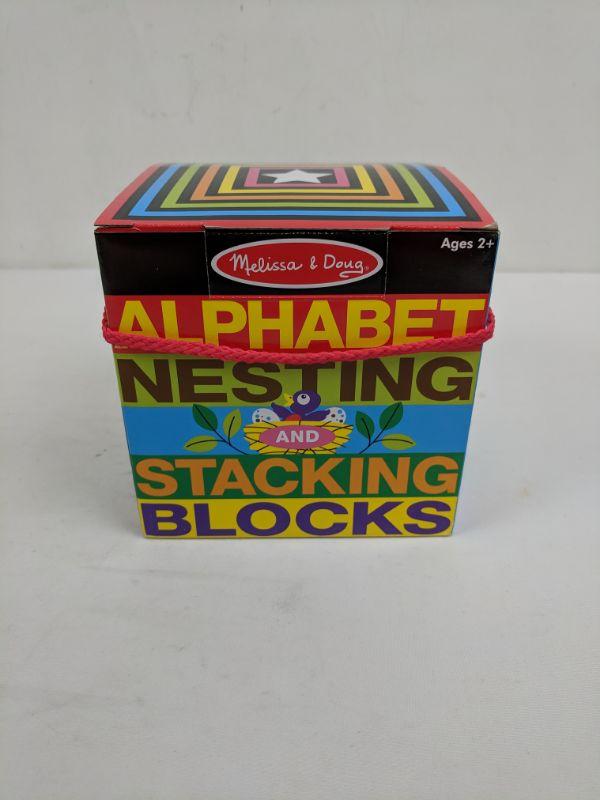 Ages 2+
Melissa & Doug
ALPHABET
NESTING
AND
STACKING
BLOCKS